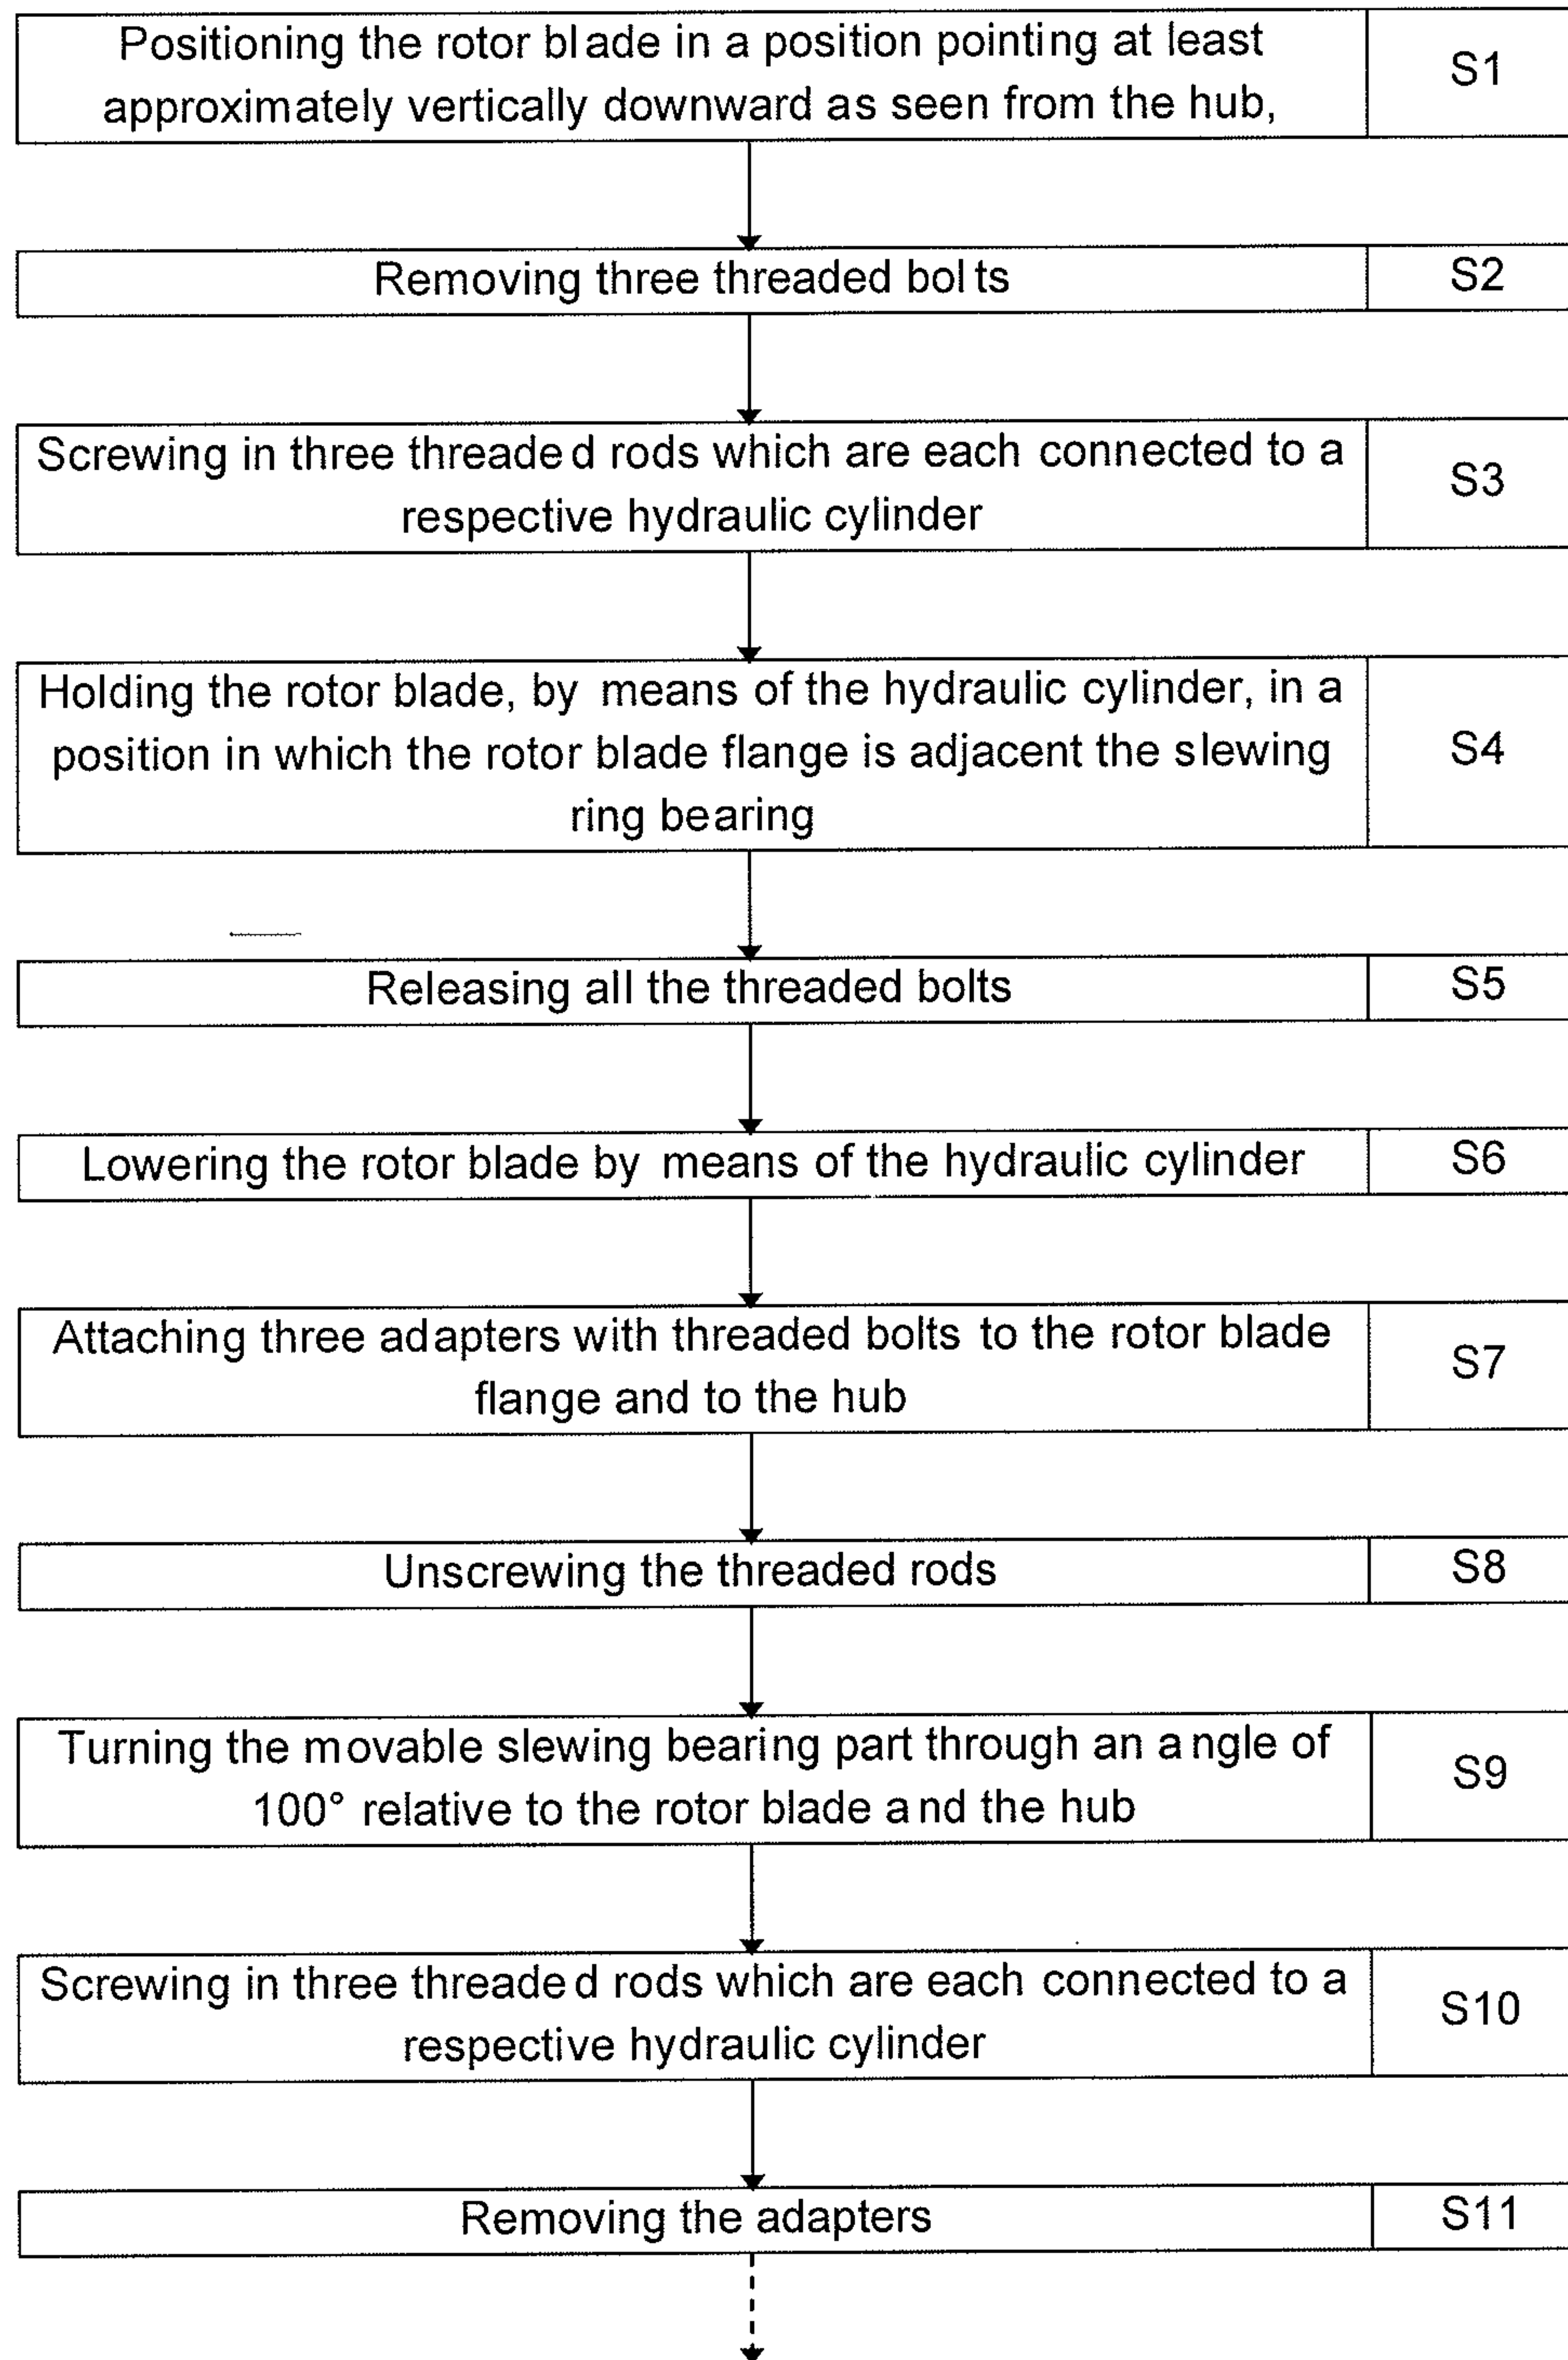 Positioning the rotor blade in a position pointing at least
approximately vertically downward as seen from the hub,
S1
Removing three threaded bolts
S2
Screwing in three threaded rods which are each connected to a
respective hydraulic cylinder
S3
Holding the rotor blade, by means of the hydraulic cylinder, in a
position in which the rotor blade flange is adjacent the slewing
ring bearing
S4
Releasing all the threaded bolts
S5
Lowering the rotor blade by means of the hydraulic cylinder
S6
Attaching three adapters with threaded bolts to the rotor blade
flange and to the hub
S7
Unscrewing the threaded rods
S8
Turning the movable slewing bearing part through an angle of
100° relative to the rotor blade and the hub
S9
Screwing in three threaded rods which are each connected to a
respective hydraulic cylinder
S10
Removing the adapters
S11